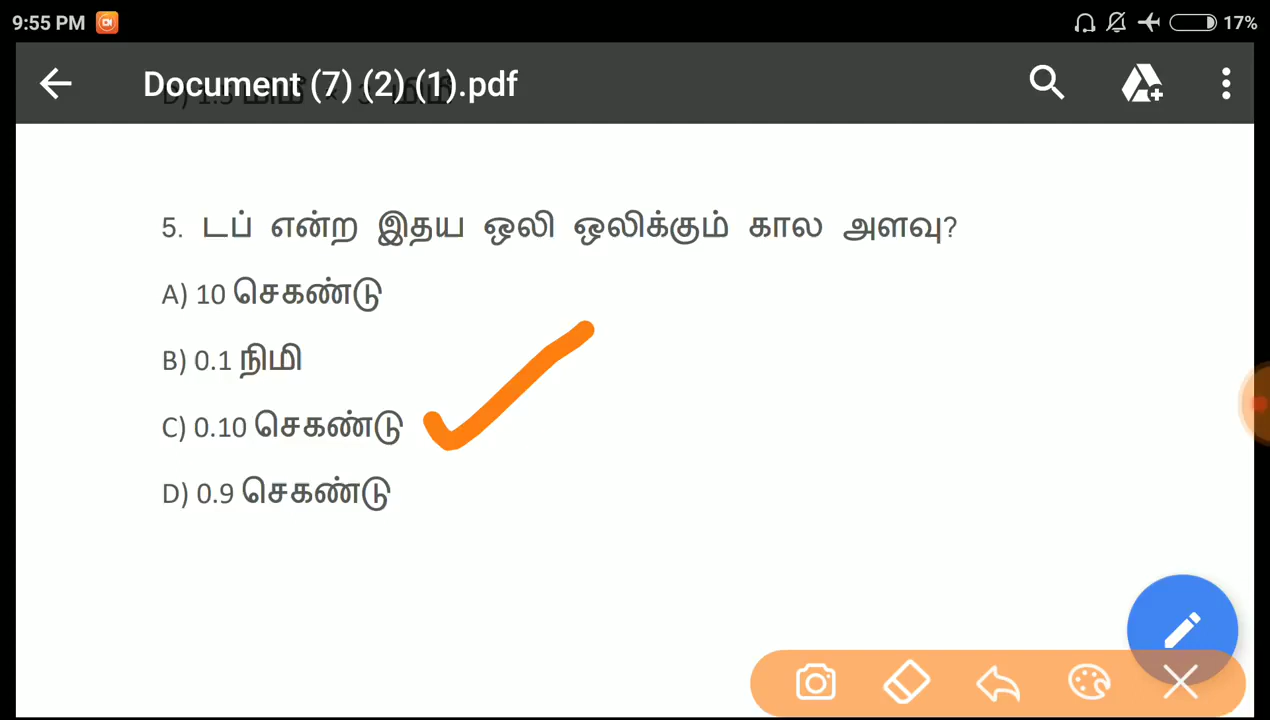 9:55 PM 17%
Document (7) (2) (1).pdf
5. டப் என்ற இதய ஒலி ஒலிக்கும் கால அளவு?
A) 10 செகண்டு
B) 0.1 நிமி
C) 0.10 செகண்டு
D) 0.9 செகண்டு